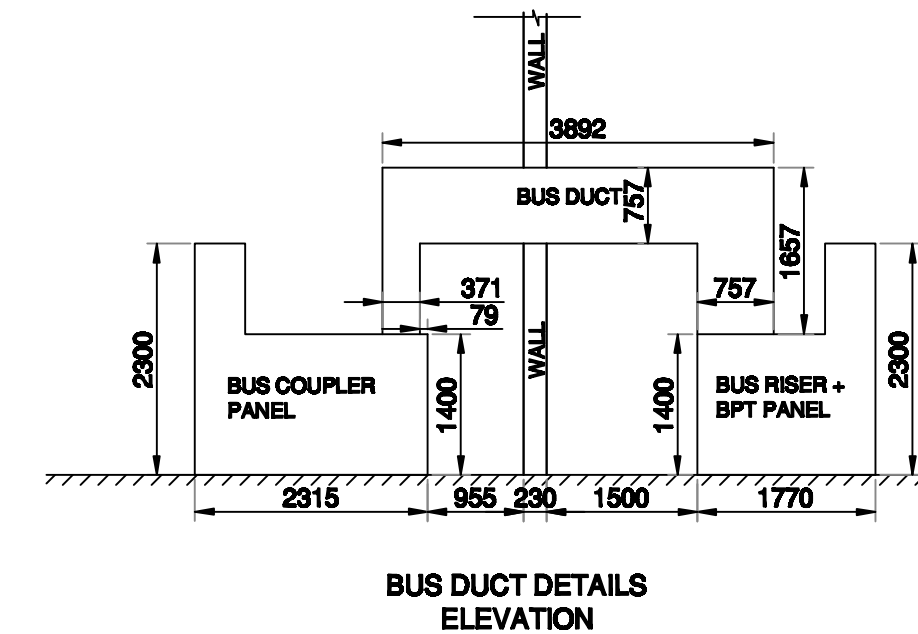 WALL
3892
BUS DUCT
757
1657
371
757
79
2300
BUS COUPLER
PANEL
1400
WALL
1400
BUS RISER +
BPT PANEL
2300
2315
955
230
1500
1770
BUS DUCT DETAILS
ELEVATION